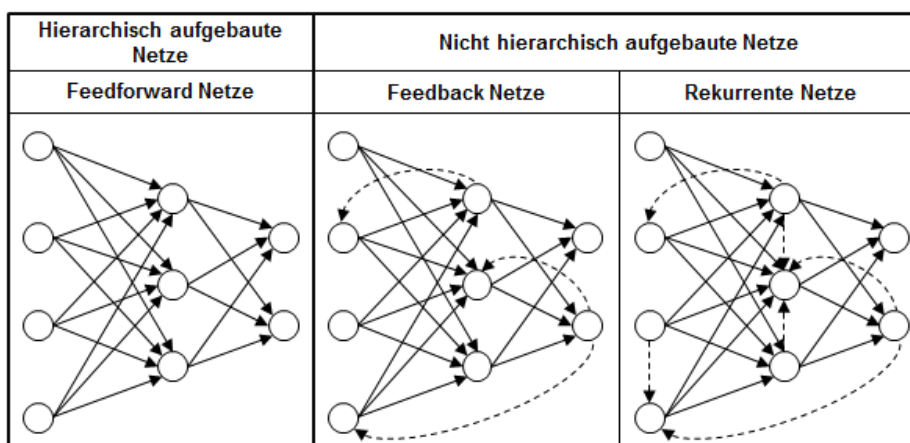 Hierarchisch aufgebaute
Netze
Nicht hierarchisch aufgebaute Netze
Feedforward Netze
Feedback Netze
Rekurrente Netze